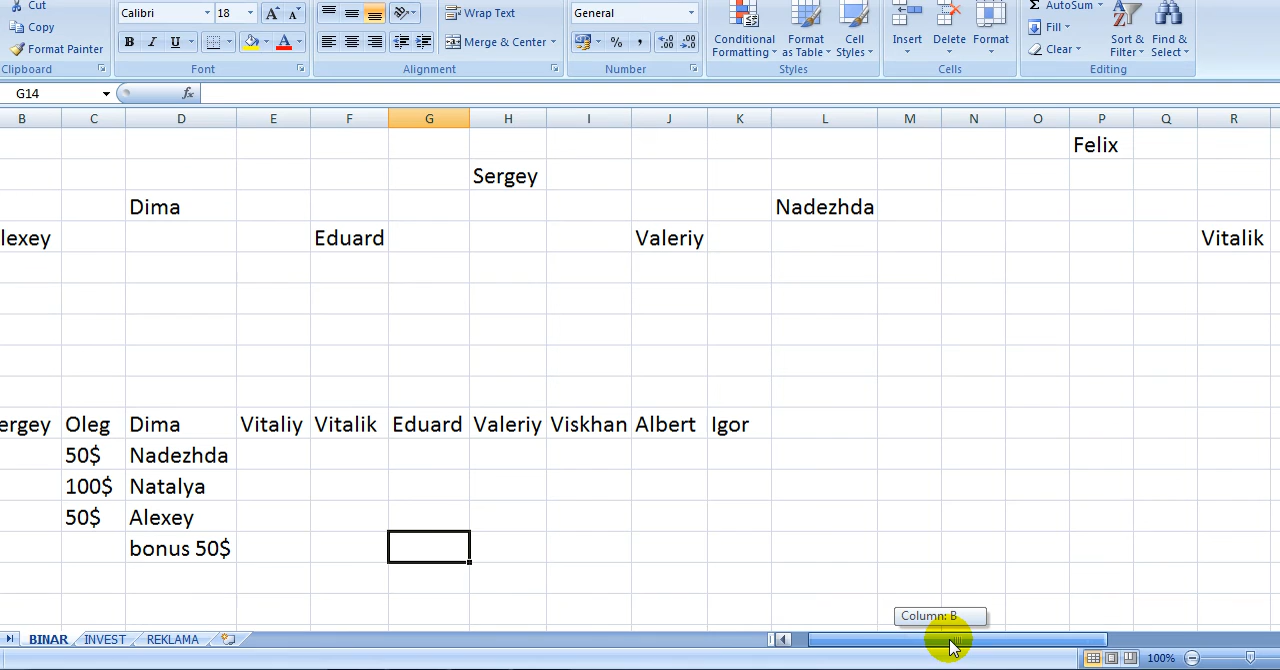 Cut Calibri 18 A A Wrap Text General AutoSum
Copy Fill
Format Painter B I U A Merge & Center % , Conditional Formatting Format as Table Cell Styles Insert Delete Format Clear Sort & Filter Find & Select
Clipboard Font Alignment Number Styles Cells Editing
G14 fx
B C D E F G H I J K L M N O P Q R
Felix
Sergey
Dima Nadezhda
lexey Eduard Valeriy Vitalik
ergey Oleg Dima Vitaliy Vitalik Eduard Valeriy Viskhan Albert Igor
50$ Nadezhda
100$ Natalya
50$ Alexey
bonus 50$
Column: B
BINAR INVEST REKLAMA
100%